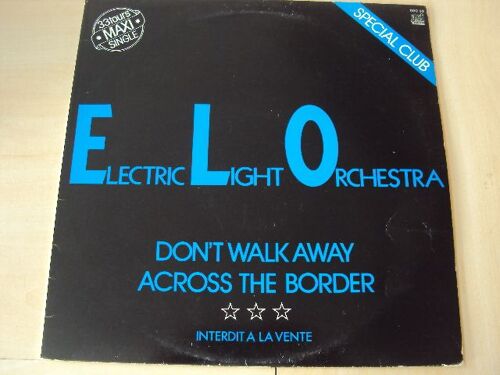 33 Tours
MAXI
SINGLE
SPECIAL CLUB
ELECTRIC LIGHT ORCHESTRA
DON'T WALK AWAY
ACROSS THE BORDER
INTERDIT A LA VENTE